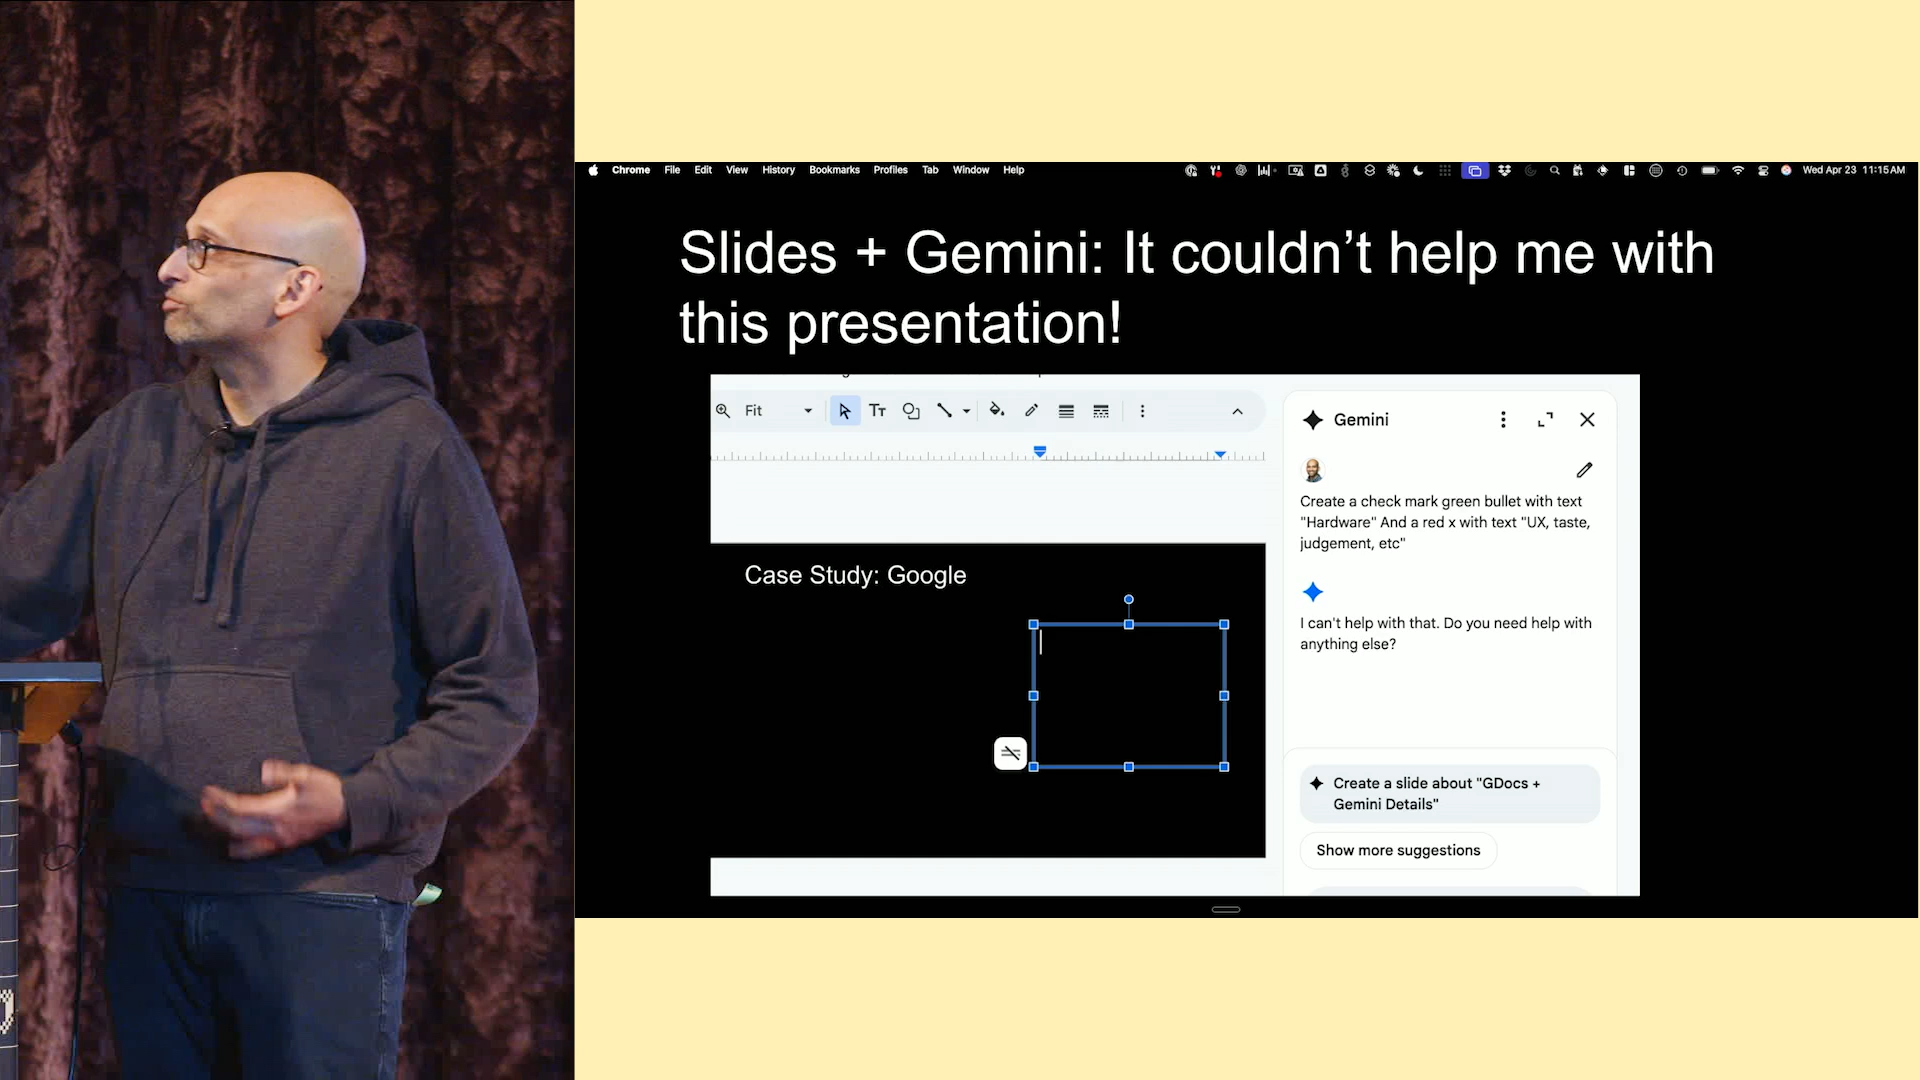 Chrome File Edit View History Bookmarks Profiles Tab Window Help Wed Apr 23 11:15 AM
Slides + Gemini: It couldn’t help me with
this presentation!
Fit
Gemini
Create a check mark green bullet with text
"Hardware" And a red x with text "UX, taste,
judgement, etc"
Case Study: Google
I can't help with that. Do you need help with
anything else?
Create a slide about "GDocs +
Gemini Details"
Show more suggestions